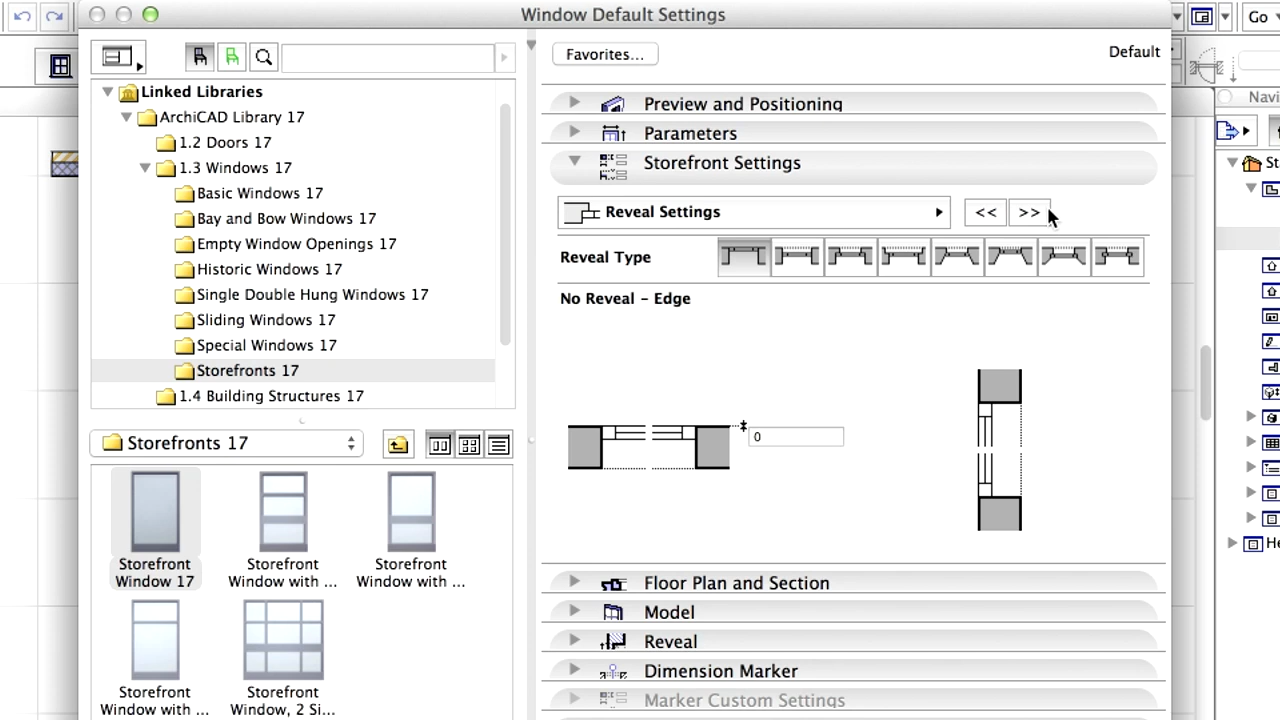 Window Default Settings
Go
Favorites...
Default
Linked Libraries
ArchiCAD Library 17
1.2 Doors 17
1.3 Windows 17
Basic Windows 17
Bay and Bow Windows 17
Empty Window Openings 17
Historic Windows 17
Single Double Hung Windows 17
Sliding Windows 17
Special Windows 17
Storefronts 17
1.4 Building Structures 17
Storefronts 17
Storefront
Window 17
Storefront
Window with ...
Storefront
Window with ...
Storefront
Window with ...
Storefront
Window, 2 Si...
Preview and Positioning
Parameters
Storefront Settings
Reveal Settings
<< >>
Reveal Type
No Reveal - Edge
0
Floor Plan and Section
Model
Reveal
Dimension Marker
Marker Custom Settings
Navi
St
He